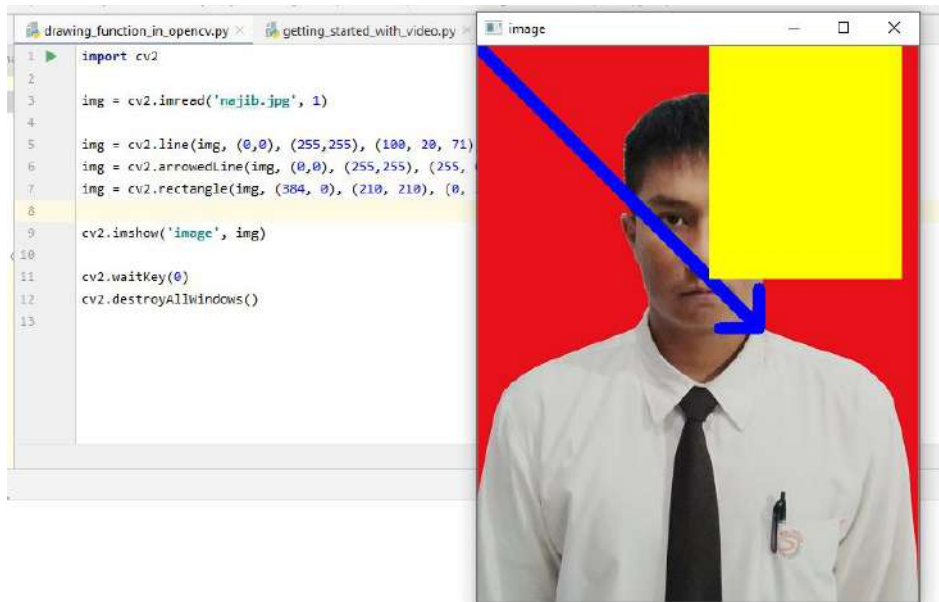 drawing_function_in_opencv.py × getting_started_with_video.py × image
1 import cv2
2
3 img = cv2.imread('najib.jpg', 1)
4
5 img = cv2.line(img, (0,0), (255,255), (100, 20, 71)
6 img = cv2.arrowedLine(img, (0,0), (255,255), (255,
7 img = cv2.rectangle(img, (384, 0), (210, 210), (0,
8
9 cv2.imshow('image', img)
10
11 cv2.waitKey(0)
12 cv2.destroyAllWindows()
13